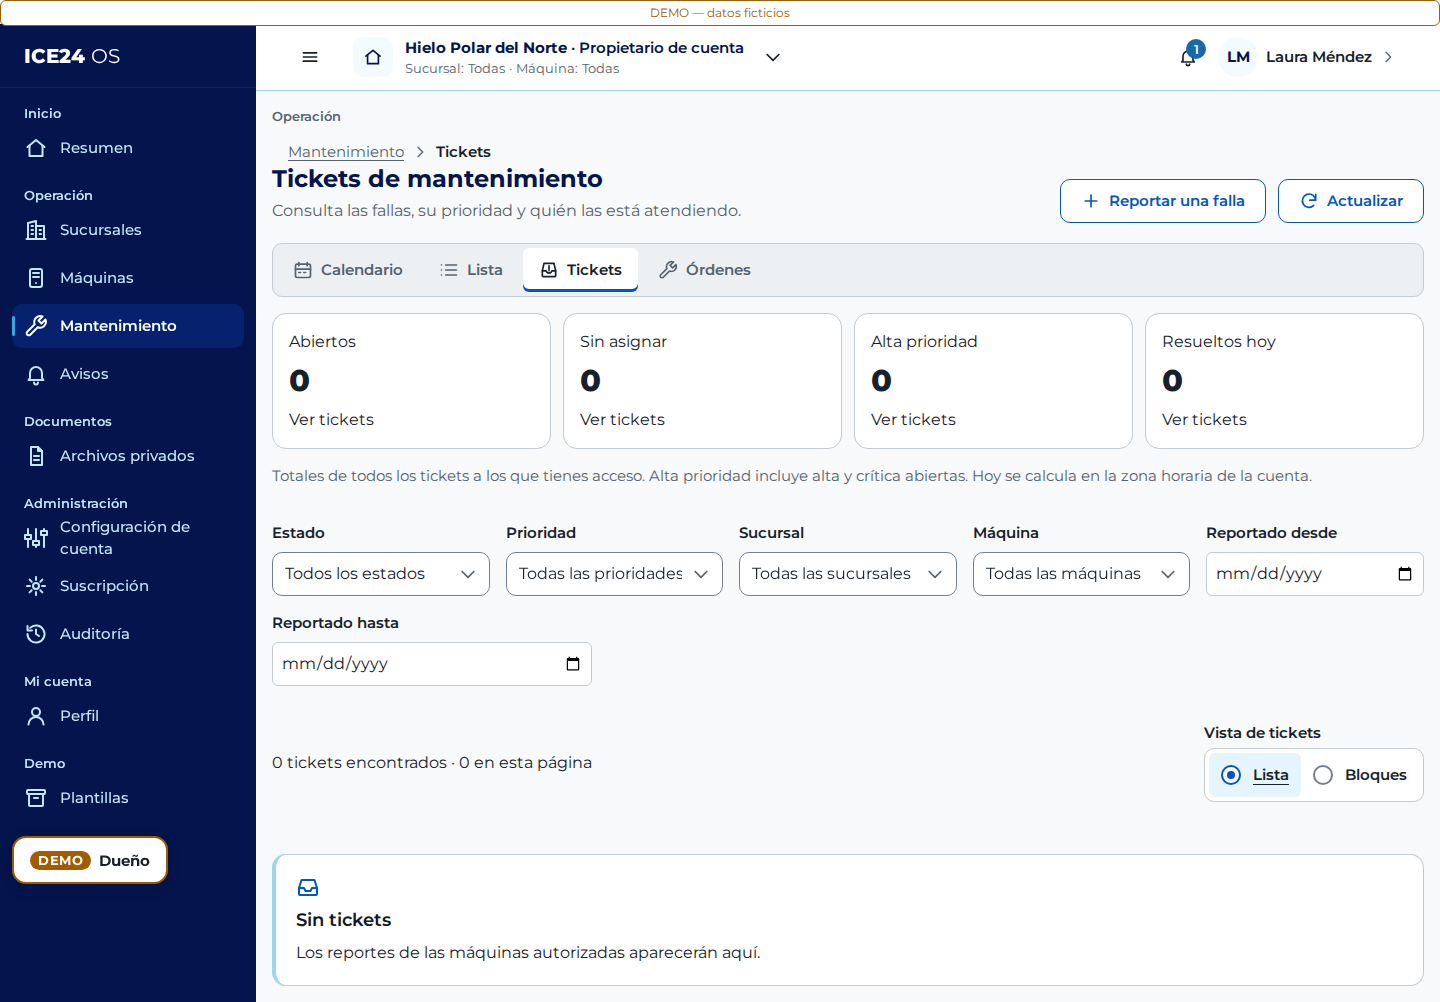 DEMO — datos ficticios
ICE24 OS
Hielo Polar del Norte · Propietario de cuenta
Sucursal: Todas · Máquina: Todas
1
LM
Laura Méndez
Inicio
Resumen
Operación
Sucursales
Máquinas
Mantenimiento
Avisos
Documentos
Archivos privados
Administración
Configuración de
cuenta
Suscripción
Auditoría
Mi cuenta
Perfil
Demo
Plantillas
DEMO Dueño
Operación
Mantenimiento > Tickets
Tickets de mantenimiento
Consulta las fallas, su prioridad y quién las está atendiendo.
Reportar una falla
Actualizar
Calendario
Lista
Tickets
Órdenes
Abiertos
0
Ver tickets
Sin asignar
0
Ver tickets
Alta prioridad
0
Ver tickets
Resueltos hoy
0
Ver tickets
Totales de todos los tickets a los que tienes acceso. Alta prioridad incluye alta y crítica abiertas. Hoy se calcula en la zona horaria de la cuenta.
Estado
Todos los estados
Prioridad
Todas las prioridades
Sucursal
Todas las sucursales
Máquina
Todas las máquinas
Reportado desde
mm/dd/yyyy
Reportado hasta
mm/dd/yyyy
0 tickets encontrados · 0 en esta página
Vista de tickets
Lista
Bloques
Sin tickets
Los reportes de las máquinas autorizadas aparecerán aquí.